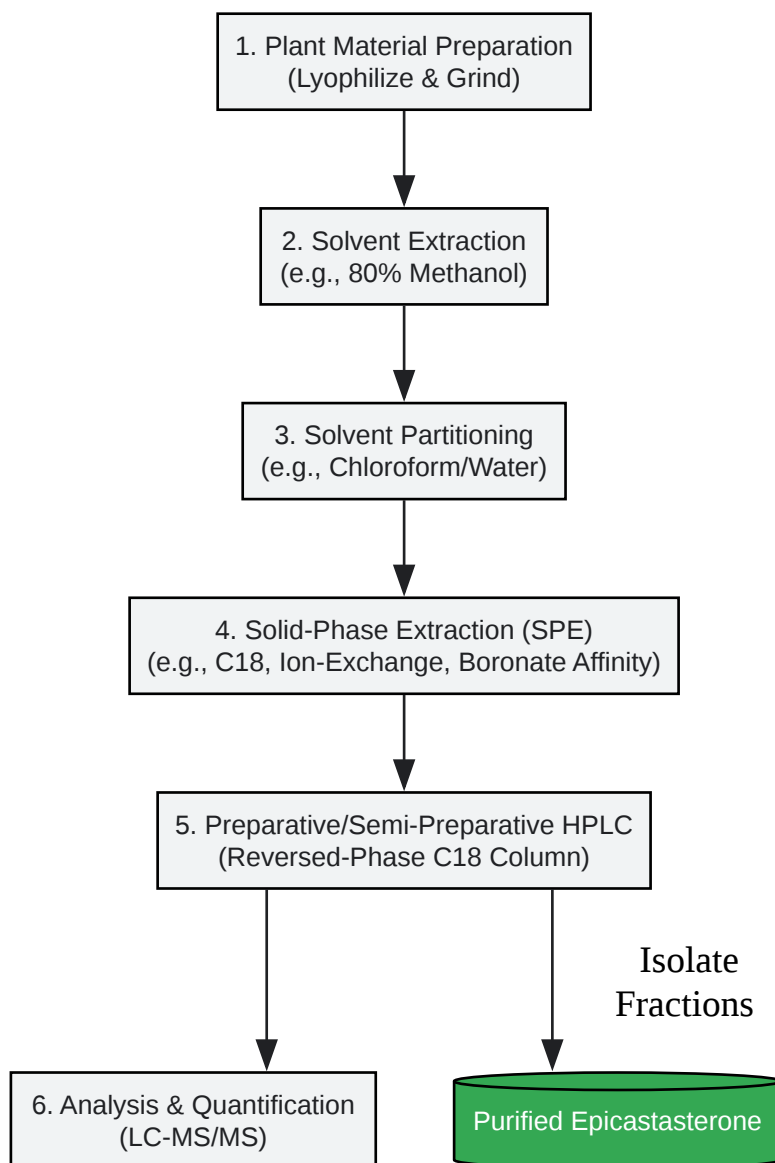 1. Plant Material Preparation
(Lyophilize & Grind)
2. Solvent Extraction
(e.g., 80% Methanol)
3. Solvent Partitioning
(e.g., Chloroform/Water)
4. Solid-Phase Extraction (SPE)
(e.g., C18, Ion-Exchange, Boronate Affinity)
5. Preparative/Semi-Preparative HPLC
(Reversed-Phase C18 Column)
Isolate
Fractions
6. Analysis & Quantification
(LC-MS/MS)
Purified Epicastasterone